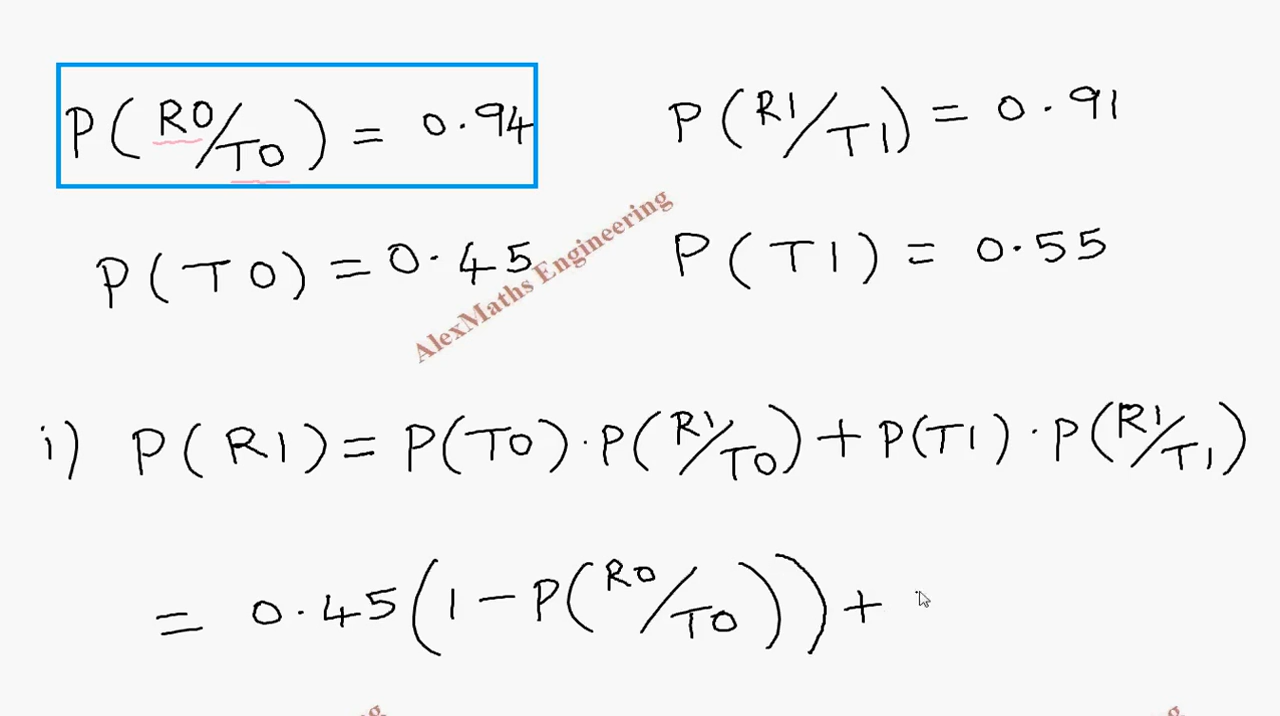 P(R0/T0) = 0.94
P(R1/T1) = 0.91
P(T0) = 0.45
P(T1) = 0.55
AlexMaths Engineering
i) P(R1) = P(T0).P(R1/T0) + P(T1).P(R1/T1)
= 0.45(1-P(R0/T0)) +